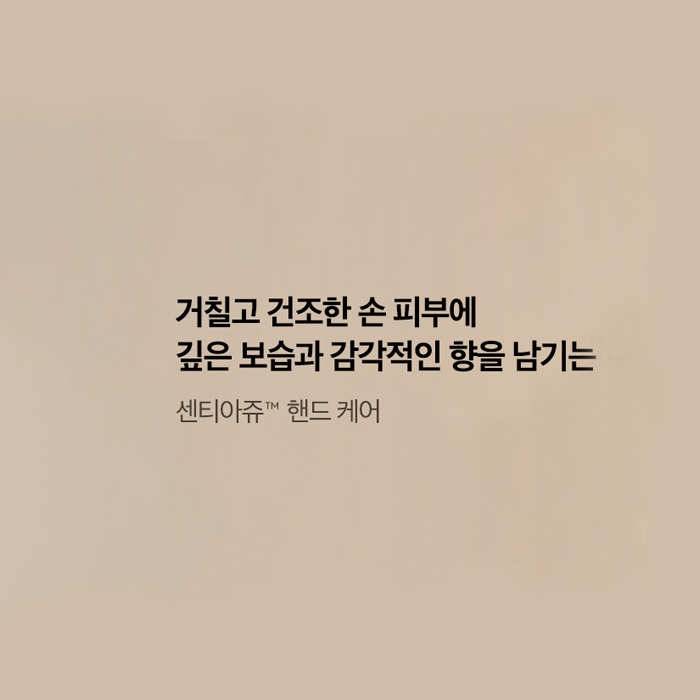 거칠고 건조한 손 피부에
깊은 보습과 감각적인 향을 남기는
센티아쥬™ 핸드 케어